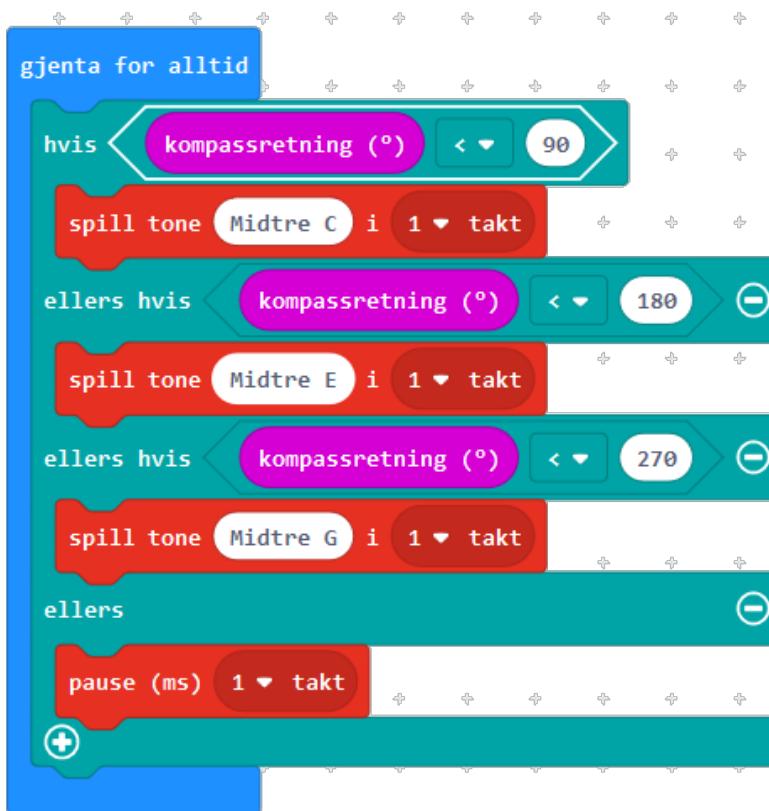 gjenta for alltid
hvis kompassretning (°) < 90
spill tone Midtre C i 1 takt
ellers hvis kompassretning (°) < 180
spill tone Midtre E i 1 takt
ellers hvis kompassretning (°) < 270
spill tone Midtre G i 1 takt
ellers
pause (ms) 1 takt